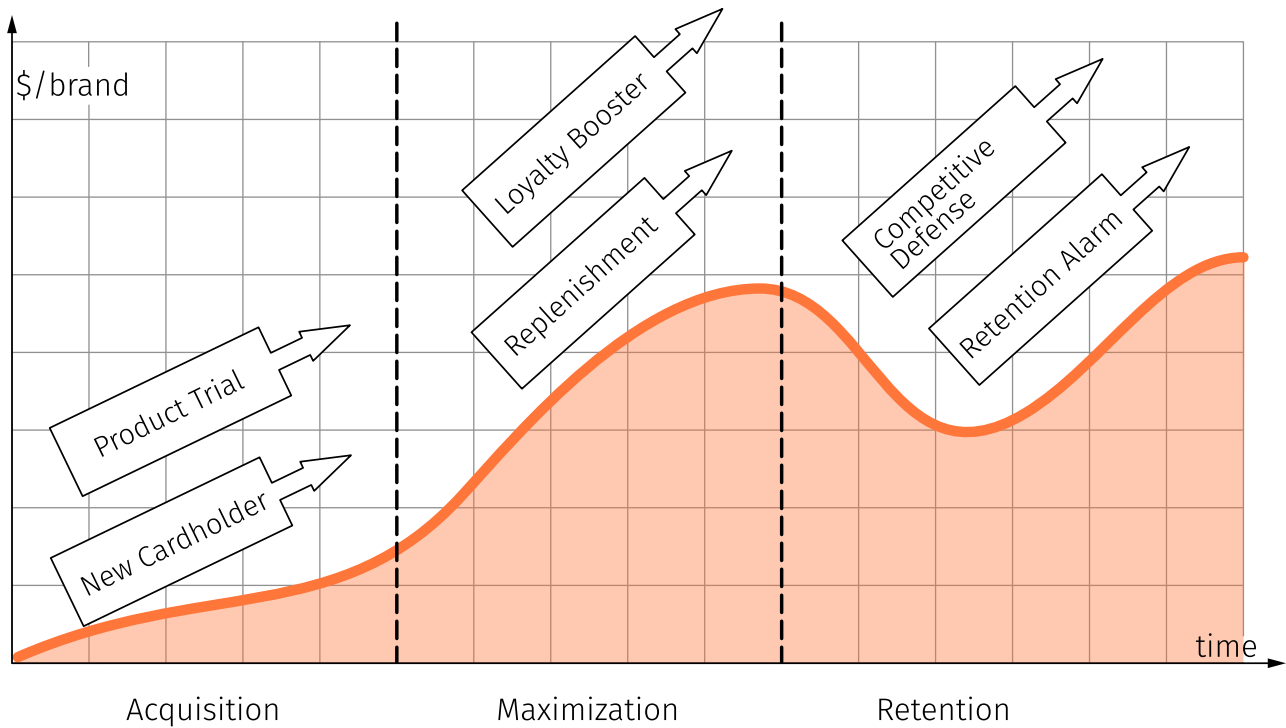 $/brand
Product Trial
New Cardholder
Loyalty Booster
Replenishment
Competitive
Defense
Retention Alarm
time
Acquisition
Maximization
Retention